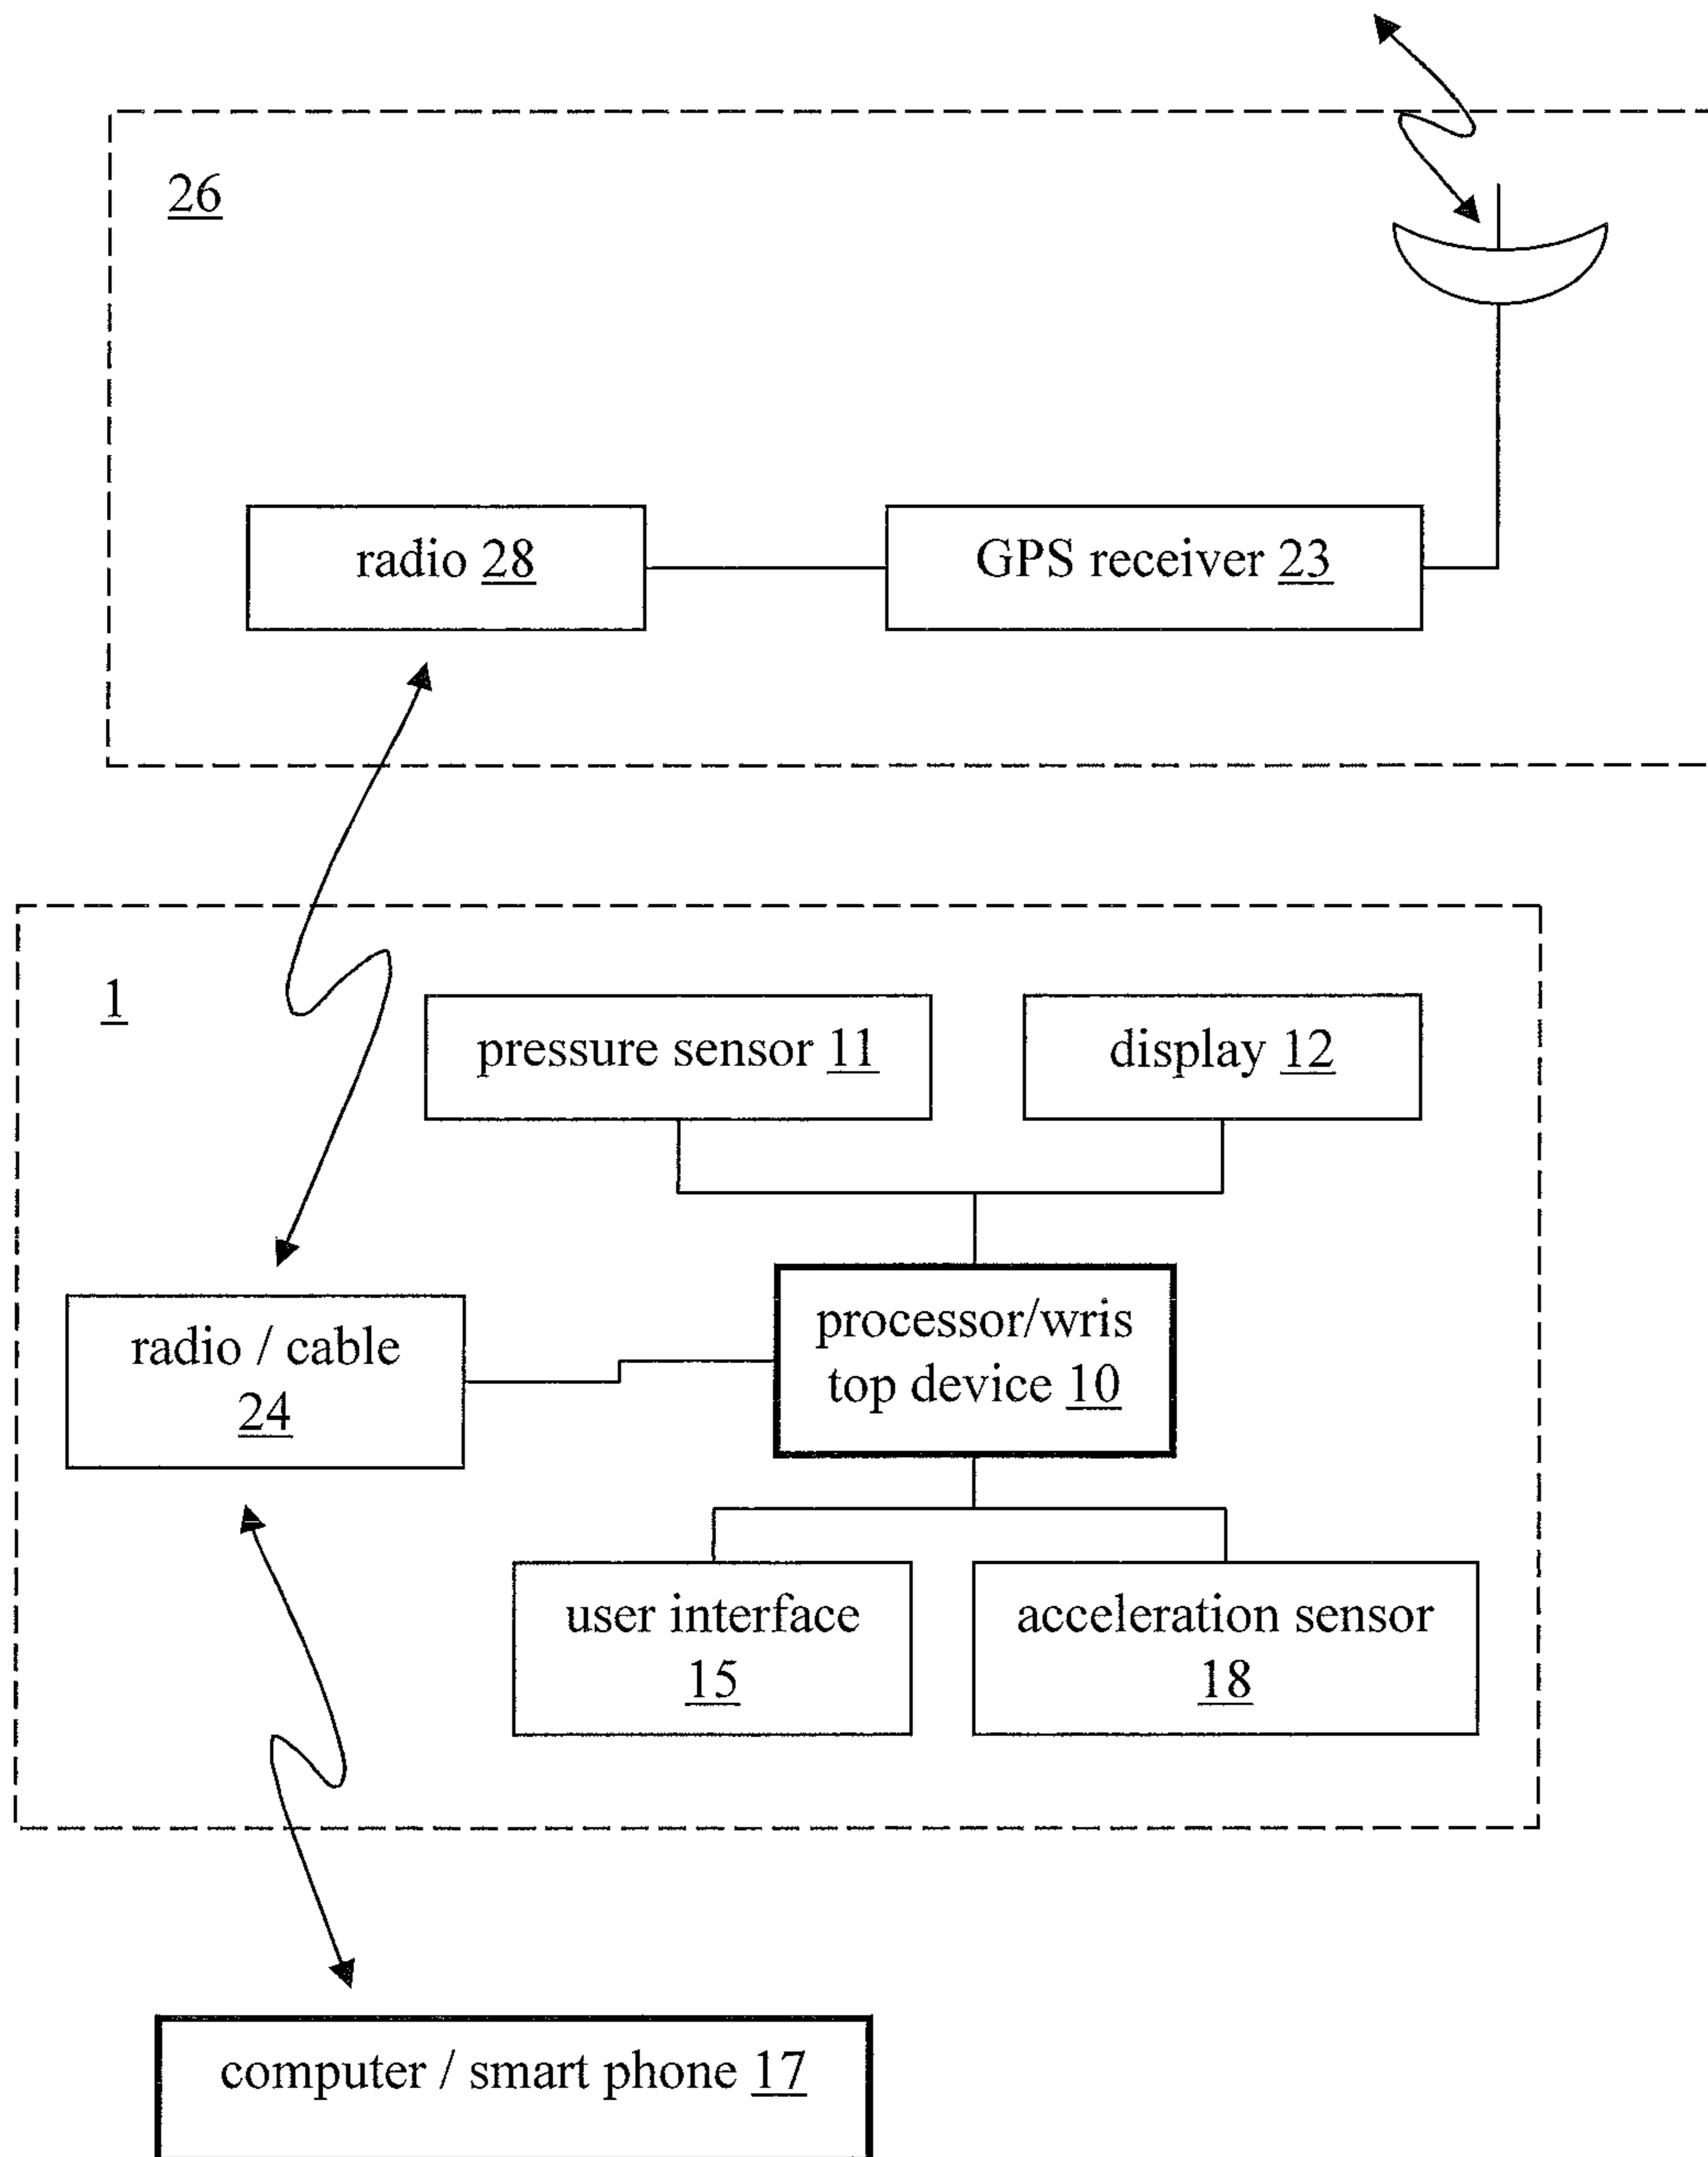 26
radio 28
GPS receiver 23
1
pressure sensor 11
display 12
processor/wris
top device 10
radio / cable
24
user interface
15
acceleration sensor
18
computer / smart phone 17